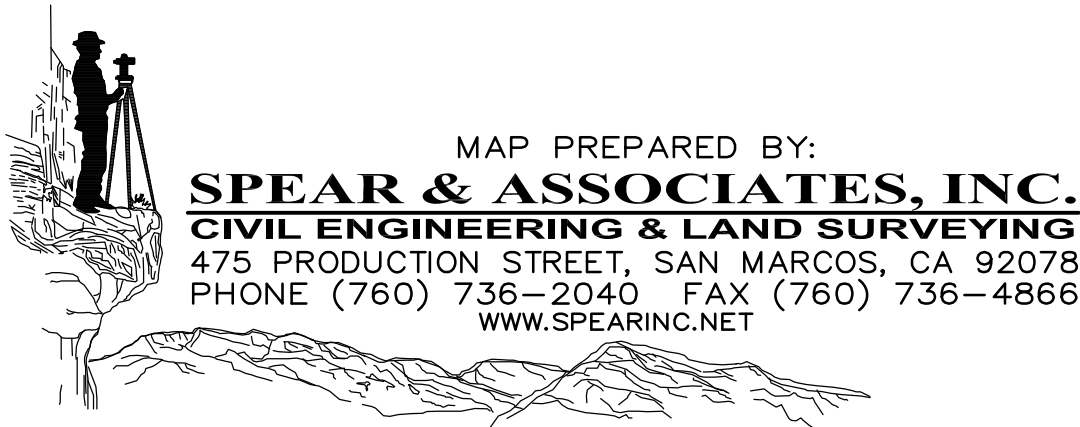 MAP PREPARED BY:
SPEAR & ASSOCIATES, INC.
CIVIL ENGINEERING & LAND SURVEYING
475 PRODUCTION STREET, SAN MARCOS, CA 92078
PHONE (760) 736-2040 FAX (760) 736-4866
WWW.SPEARINC.NET